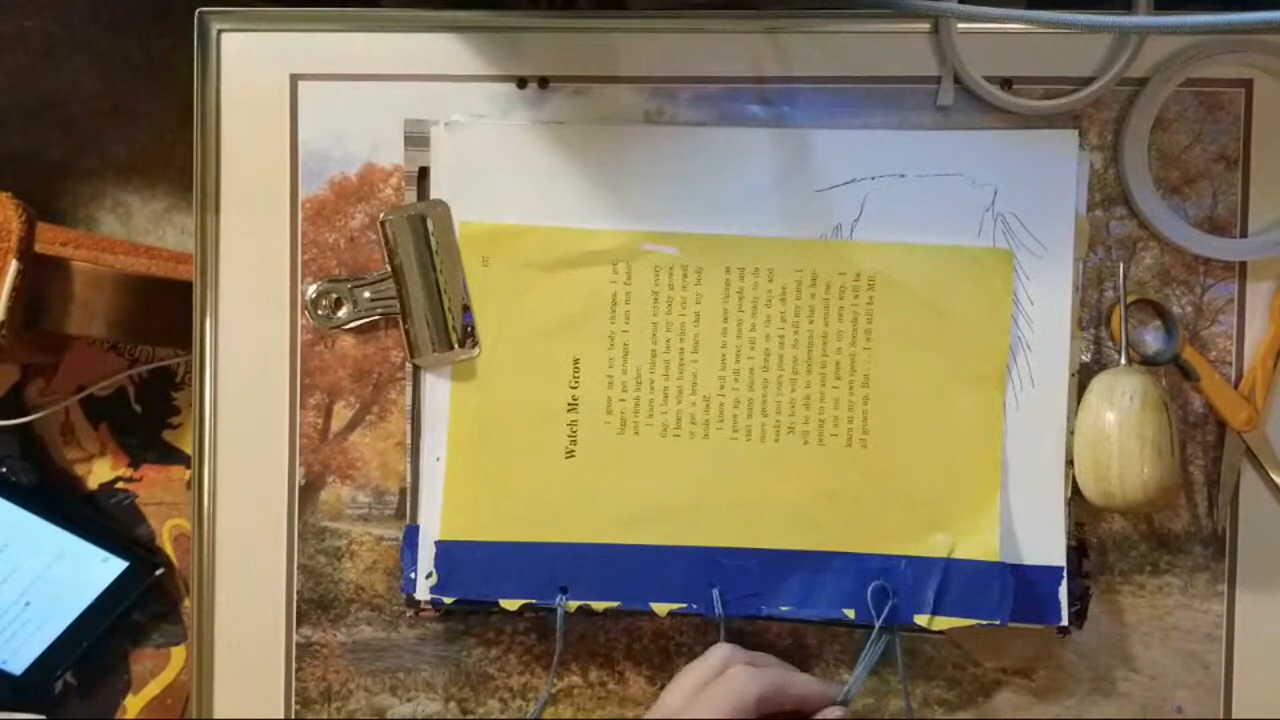 137
Watch Me Grow
I grow and my body changes. I get
bigger. I get stronger. I can run faster
and climb higher.
I learn new things about myself every
day. I learn about how my body grows.
I learn what happens when I cut myself
or get a bruise. I learn that my body
heals itself.
I know I will have to do new things as
I grow up. I will meet many people and
visit many places. I will be ready to do
more grown-up things as the days and
weeks and years pass and I get older.
My body will grow. So will my mind. I
will be able to understand what is hap-
pening to me and to people around me.
I am me. I grow in my own way. I
learn at my own speed. Someday I will be
all grown up. But . . . I will still be ME.